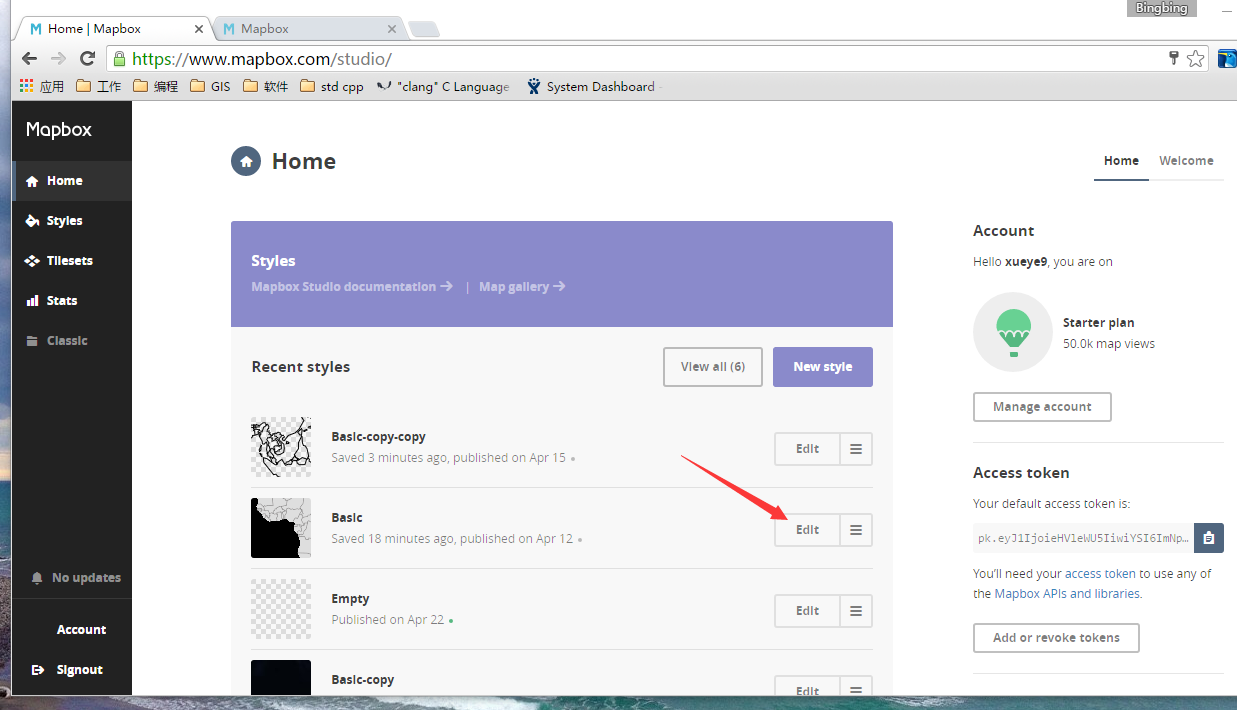 Bingbing
Home | Mapbox
Mapbox
https://www.mapbox.com/studio/
应用 工作 编程 GIS 软件 std cpp "clang" C Language System Dashboard
Mapbox
Home
Styles
Tilesets
Stats
Classic
No updates
Account
Signout
Home
Home Welcome
Styles
Mapbox Studio documentation → | Map gallery →
Recent styles
View all (6) New style
Basic-copy-copy
Saved 3 minutes ago, published on Apr 15
Edit
Basic
Saved 18 minutes ago, published on Apr 12
Edit
Empty
Published on Apr 22
Edit
Basic-copy
Edit
Account
Hello xueye9, you are on
Starter plan
50.0k map views
Manage account
Access token
Your default access token is:
pk.eyJ1IjoieHVleWU5IiwiYSI6ImNp…
You'll need your access token to use any of
the Mapbox APIs and libraries.
Add or revoke tokens